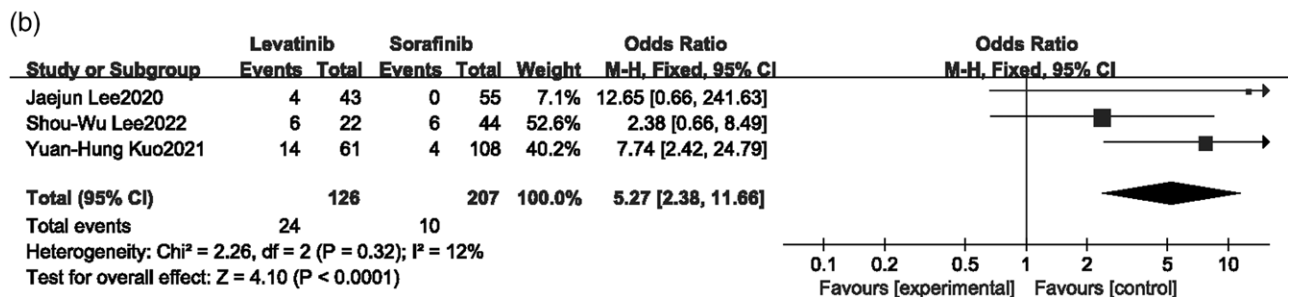 (b)
Levatinib Sorafinib Odds Ratio Odds Ratio
Study or Subgroup Events Total Events Total Weight M-H, Fixed, 95% CI M-H, Fixed, 95% CI
Jaejun Lee2020 4 43 0 55 7.1% 12.65 [0.66, 241.63]
Shou-Wu Lee2022 6 22 6 44 52.6% 2.38 [0.66, 8.49]
Yuan-Hung Kuo2021 14 61 4 108 40.2% 7.74 [2.42, 24.79]
Total (95% CI) 126 207 100.0% 5.27 [2.38, 11.66]
Total events 24 10
Heterogeneity: Chi² = 2.26, df = 2 (P = 0.32); I² = 12%
Test for overall effect: Z = 4.10 (P < 0.0001)
0.1 0.2 0.5 1 2 5 10
Favours [experimental] Favours [control]